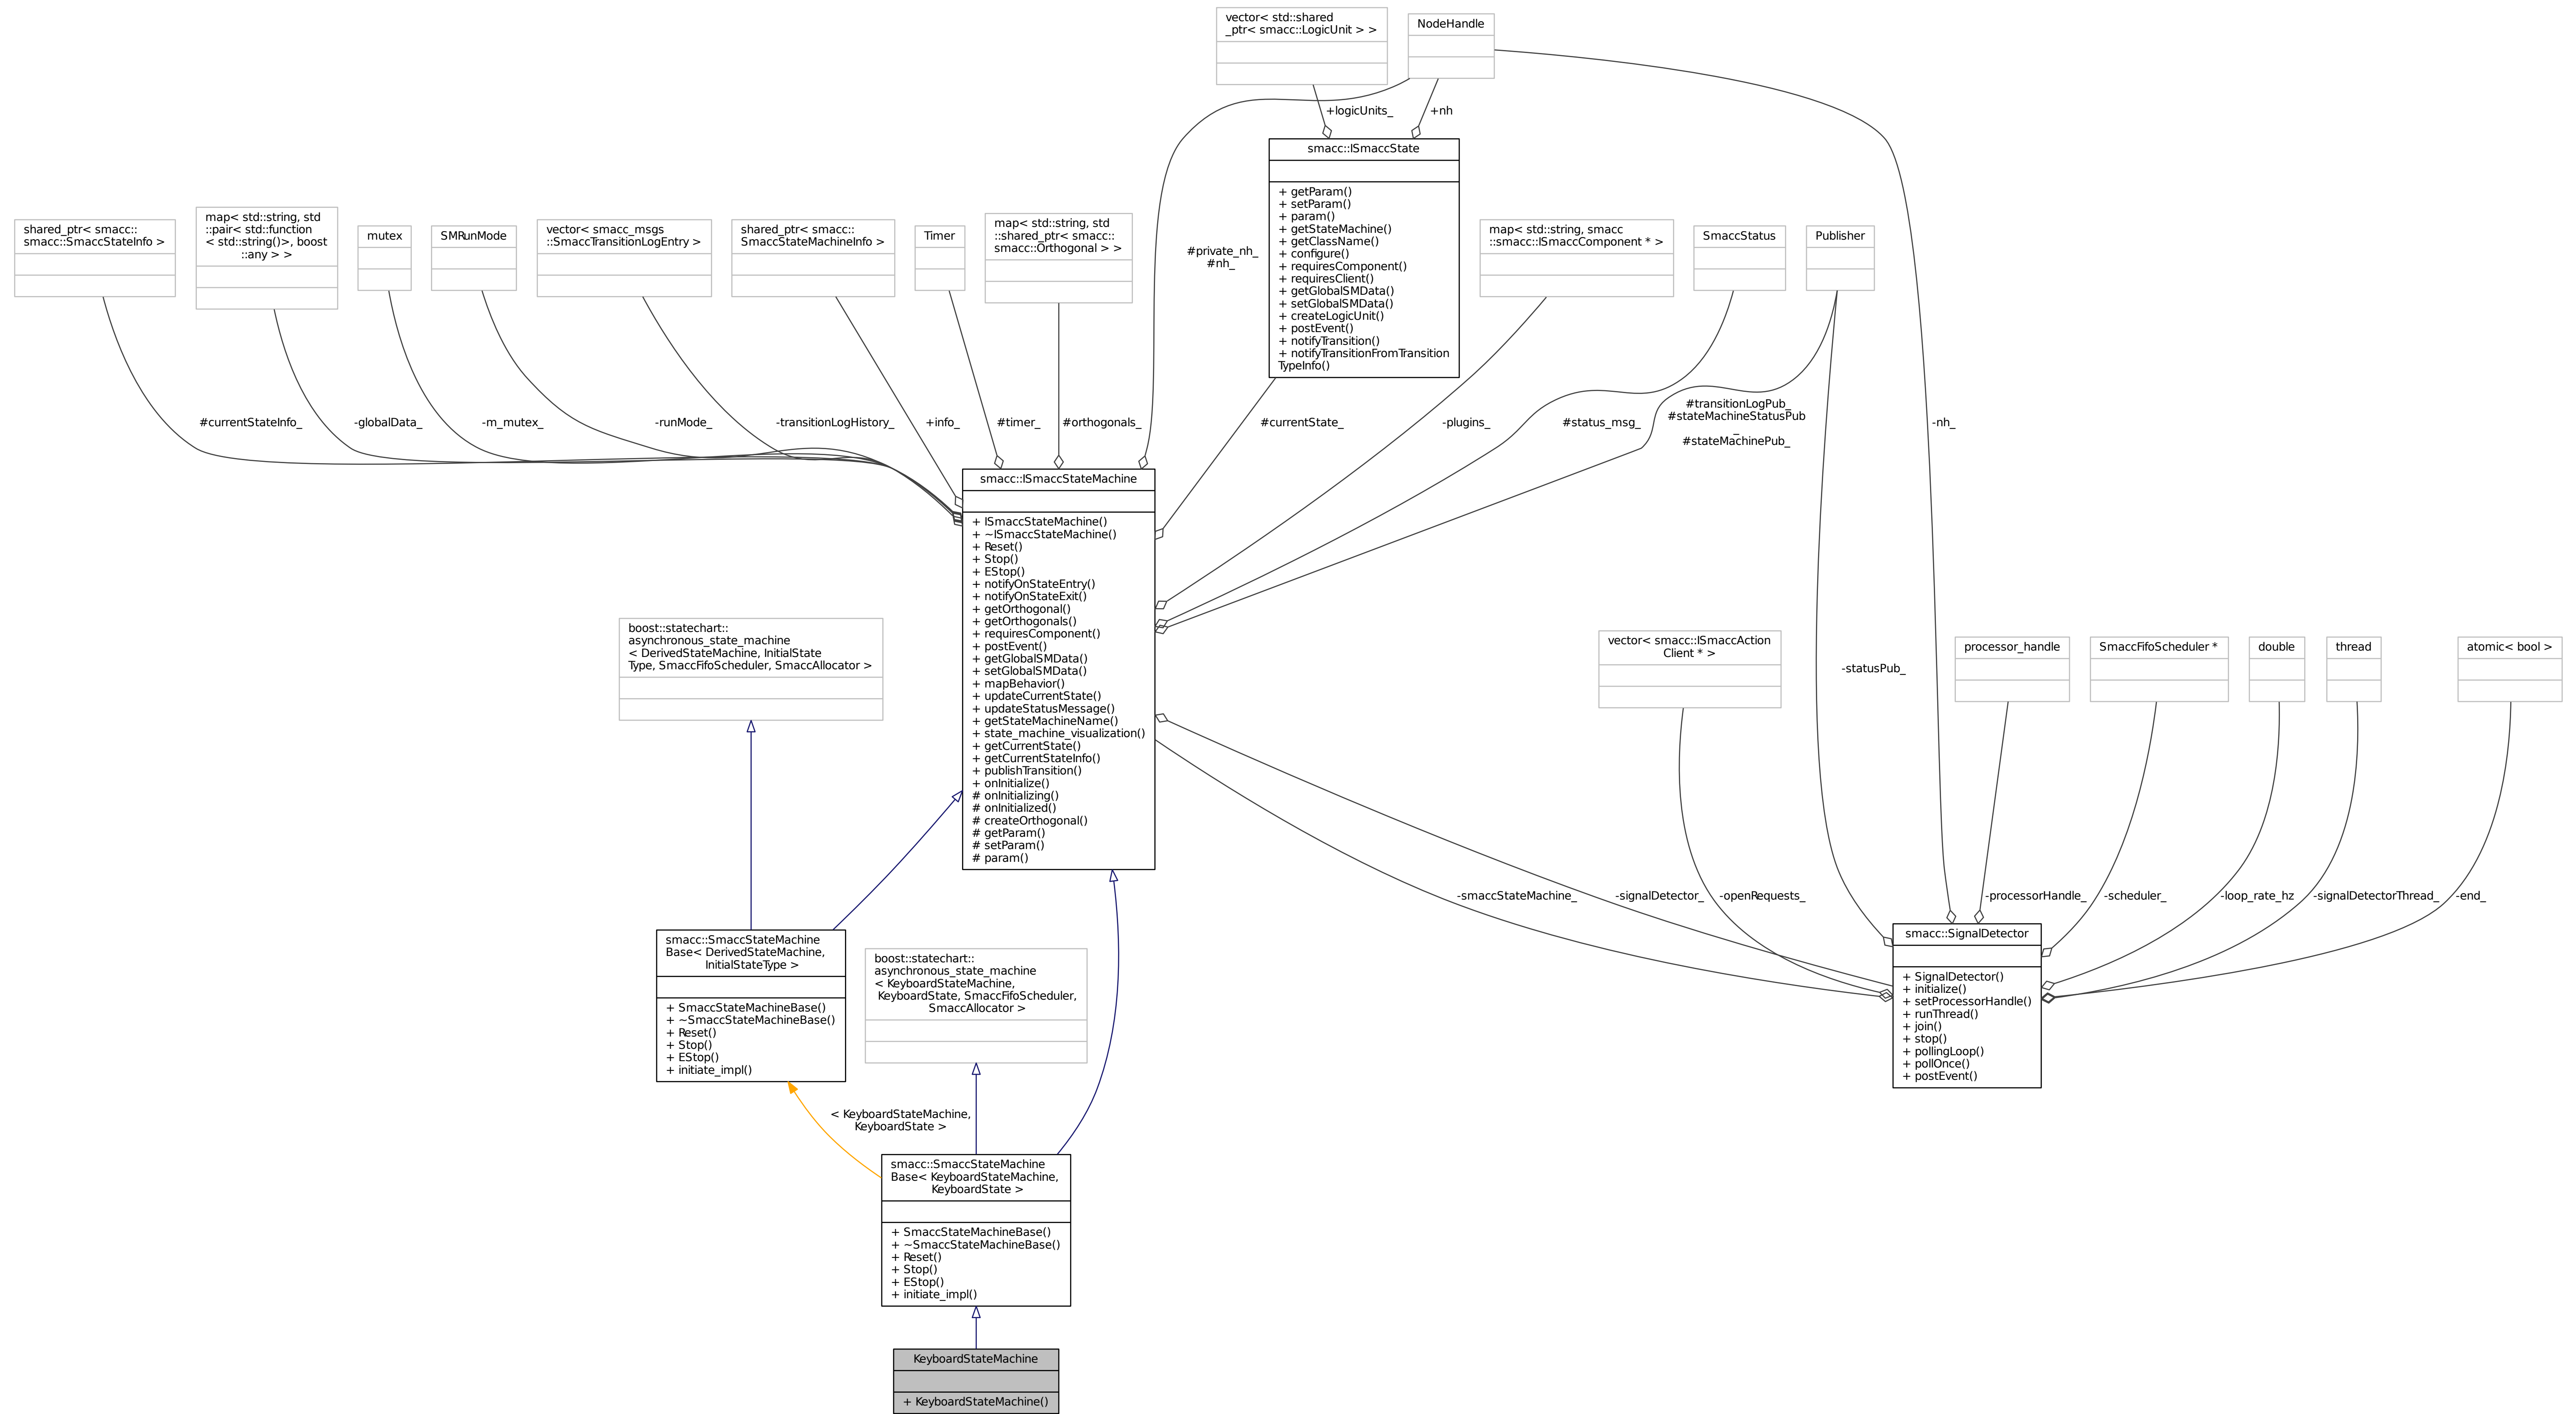 vector< std::shared
_ptr< smacc::LogicUnit > >
NodeHandle
+logicUnits_
+nh
smacc::ISmaccState
+ getParam()
+ setParam()
+ param()
+ getStateMachine()
+ getClassName()
+ configure()
+ requiresComponent()
+ requiresClient()
+ getGlobalSMData()
+ setGlobalSMData()
+ createLogicUnit()
+ postEvent()
+ notifyTransition()
+ notifyTransitionFromTransition
TypeInfo()
shared_ptr< smacc::
smacc::SmaccStateInfo >
map< std::string, std
::pair< std::function
< std::string()>, boost
::any > >
mutex
SMRunMode
vector< smacc_msgs
::SmaccTransitionLogEntry >
shared_ptr< smacc::
SmaccStateMachineInfo >
Timer
map< std::string, std
::shared_ptr< smacc::
smacc::Orthogonal > >
#private_nh_
#nh_
map< std::string, smacc
::smacc::ISmaccComponent * >
SmaccStatus
Publisher
#currentStateInfo_
-globalData_
-m_mutex_
-runMode_
-transitionLogHistory_
+info_
#timer_
#orthogonals_
#currentState_
-plugins_
#status_msg_
#transitionLogPub_
#stateMachineStatusPub
_
#stateMachinePub_
-nh_
smacc::ISmaccStateMachine
+ ISmaccStateMachine()
+ ~ISmaccStateMachine()
+ Reset()
+ Stop()
+ EStop()
+ notifyOnStateEntry()
+ notifyOnStateExit()
+ getOrthogonal()
+ getOrthogonals()
+ requiresComponent()
+ postEvent()
+ getGlobalSMData()
+ setGlobalSMData()
+ mapBehavior()
+ updateCurrentState()
+ updateStatusMessage()
+ getStateMachineName()
+ state_machine_visualization()
+ getCurrentState()
+ getCurrentStateInfo()
+ publishTransition()
+ onInitialize()
# onInitializing()
# onInitialized()
# createOrthogonal()
# getParam()
# setParam()
# param()
boost::statechart::
asynchronous_state_machine
< DerivedStateMachine, InitialState
Type, SmaccFifoScheduler, SmaccAllocator >
vector< smacc::ISmaccAction
Client * >
-statusPub_
processor_handle
SmaccFifoScheduler *
double
thread
atomic< bool >
-smaccStateMachine_
-signalDetector_
-openRequests_
-processorHandle_
-scheduler_
-loop_rate_hz
-signalDetectorThread_
-end_
smacc::SmaccStateMachine
Base< DerivedStateMachine,
InitialStateType >
+ SmaccStateMachineBase()
+ ~SmaccStateMachineBase()
+ Reset()
+ Stop()
+ EStop()
+ initiate_impl()
boost::statechart::
asynchronous_state_machine
< KeyboardStateMachine,
KeyboardState, SmaccFifoScheduler,
SmaccAllocator >
smacc::SignalDetector
+ SignalDetector()
+ initialize()
+ setProcessorHandle()
+ runThread()
+ join()
+ stop()
+ pollingLoop()
+ pollOnce()
+ postEvent()
< KeyboardStateMachine,
KeyboardState >
smacc::SmaccStateMachine
Base< KeyboardStateMachine,
KeyboardState >
+ SmaccStateMachineBase()
+ ~SmaccStateMachineBase()
+ Reset()
+ Stop()
+ EStop()
+ initiate_impl()
KeyboardStateMachine
+ KeyboardStateMachine()